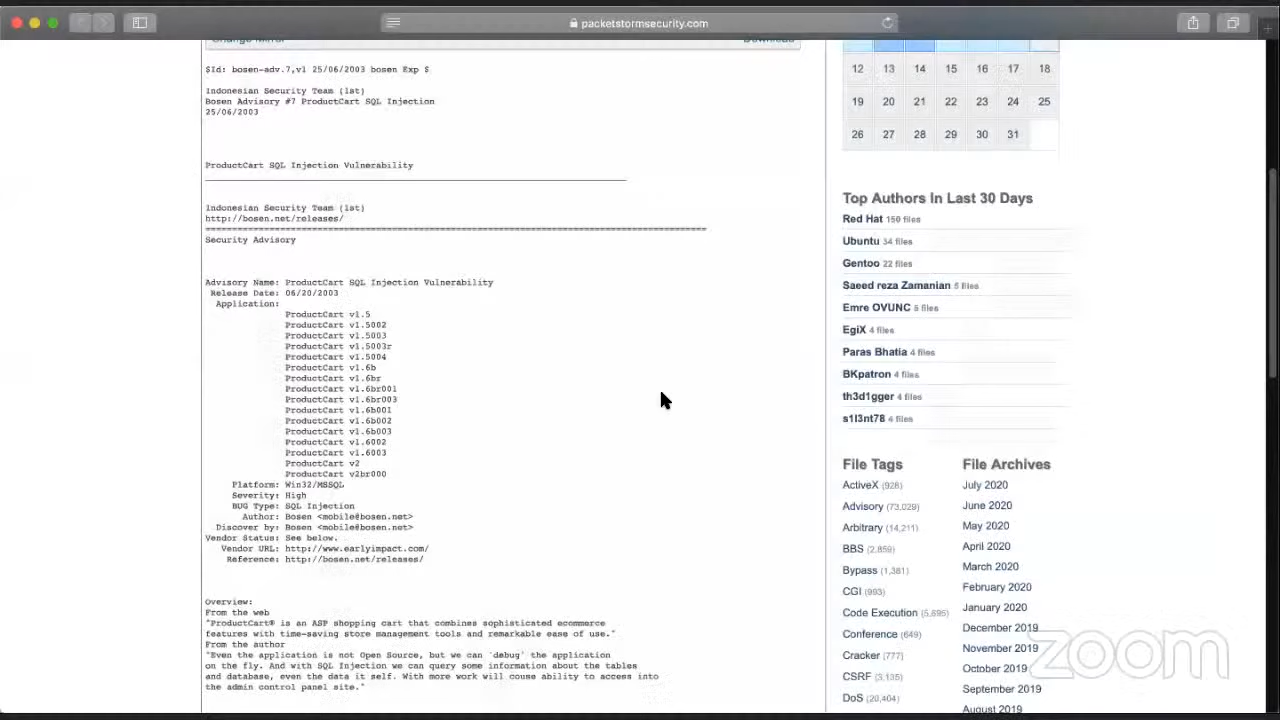 packetstormsecurity.com
$Id: bosen-adv.7,v1 25/06/2003 bosen Exp $
Indonesian Security Team (1st)
Bosen Advisory #7 ProductCart SQL Injection
25/06/2003
ProductCart SQL Injection Vulnerability
Indonesian Security Team (1st)
http://bosen.net/releases/
Security Advisory
Advisory Name: ProductCart SQL Injection Vulnerability
Release Date: 06/20/2003
Application:
ProductCart v1.5
ProductCart v1.5002
ProductCart v1.5003
ProductCart v1.5003r
ProductCart v1.5004
ProductCart v1.6b
ProductCart v1.6br
ProductCart v1.6br001
ProductCart v1.6br003
ProductCart v1.6b001
ProductCart v1.6b002
ProductCart v1.6b003
ProductCart v1.6002
ProductCart v1.6003
ProductCart v2
ProductCart v2br000
Platform: Win32/MSSQL
Severity: High
BUG Type: SQL Injection
Author: Bosen <mobile@bosen.net>
Discover by: Bosen <mobile@bosen.net>
Vendor Status: See below.
Vendor URL: http://www.earlyimpact.com/
Reference: http://bosen.net/releases/
Overview:
From the web
"ProductCart® is an ASP shopping cart that combines sophisticated ecommerce
features with time-saving store management tools and remarkable ease of use."
From the author
"Even the application is not Open Source, but we can `debug' the application
on the fly. And with SQL Injection we can query some information about the tables
and database, even the data it self. With more work will couse ability to access into
the admin control panel site."
12 13 14 15 16 17 18
19 20 21 22 23 24 25
26 27 28 29 30 31
Top Authors In Last 30 Days
Red Hat 150 files
Ubuntu 34 files
Gentoo 22 files
Saeed reza Zamanian 5 files
Emre OVUNC 5 files
EgiX 4 files
Paras Bhatia 4 files
BKpatron 4 files
th3d1gger 4 files
s1l3nt78 4 files
File Tags
ActiveX (928)
Advisory (73,029)
Arbitrary (14,211)
BBS (2,859)
Bypass (1,381)
CGI (993)
Code Execution (5,695)
Conference (649)
Cracker (777)
CSRF (3,135)
DoS (20,404)
File Archives
July 2020
June 2020
May 2020
April 2020
March 2020
February 2020
January 2020
December 2019
November 2019
October 2019
September 2019
August 2019
zoom